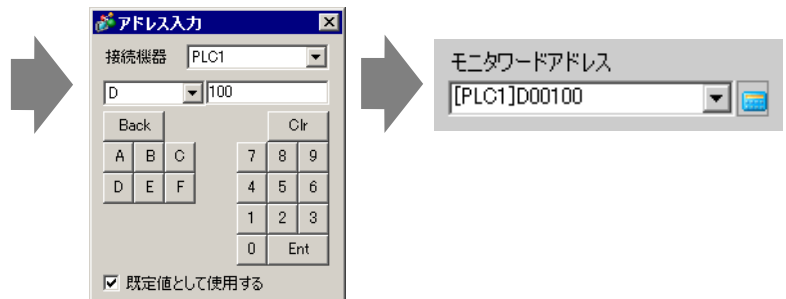 アドレス入力
接続機器 PLC1
D 100
Back Clr
A B C 7 8 9
D E F 4 5 6
1 2 3
0 Ent
既定値として使用する
モニタワードアドレス
[PLC1]D00100